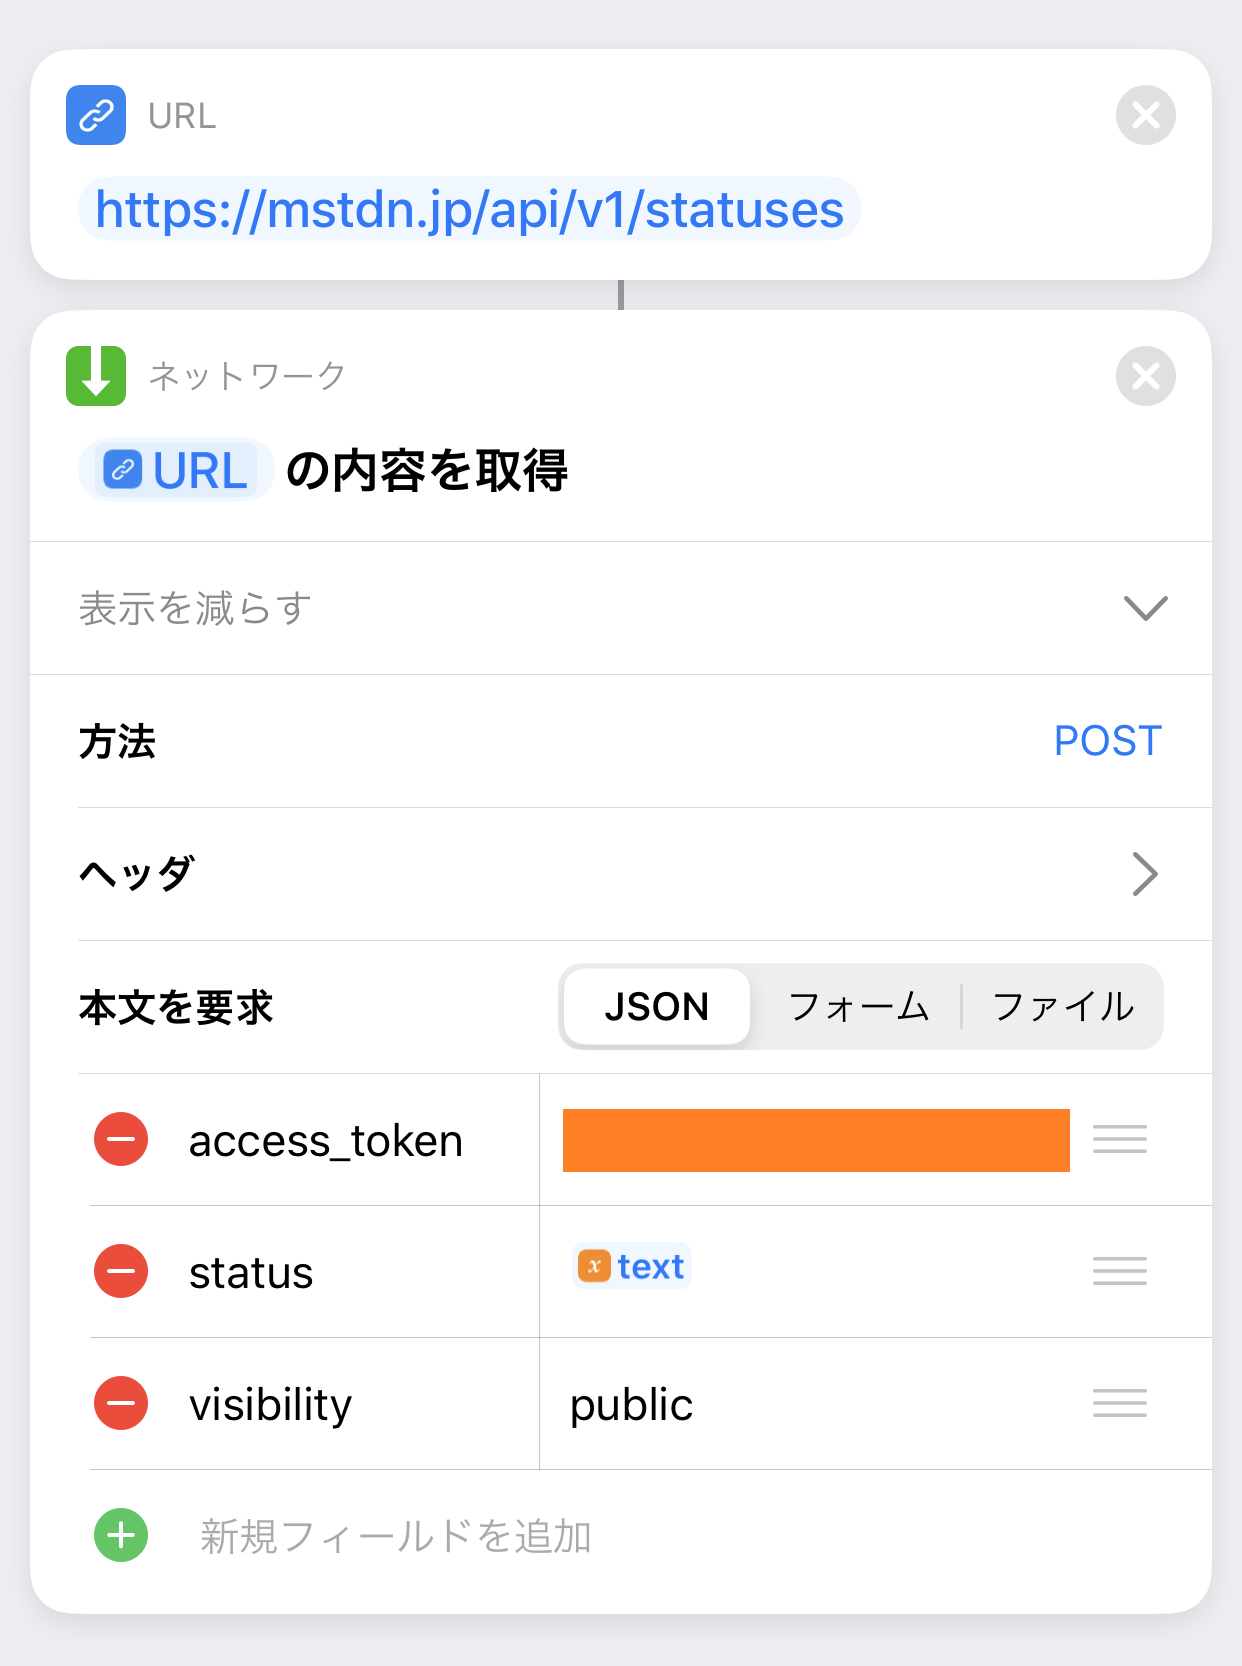 URL
https://mstdn.jp/api/v1/statuses
ネットワーク
URL の内容を取得
表示を減らす
方法 POST
ヘッダ
本文を要求 JSON フォーム ファイル
access_token
status x text
visibility public
新規フィールドを追加